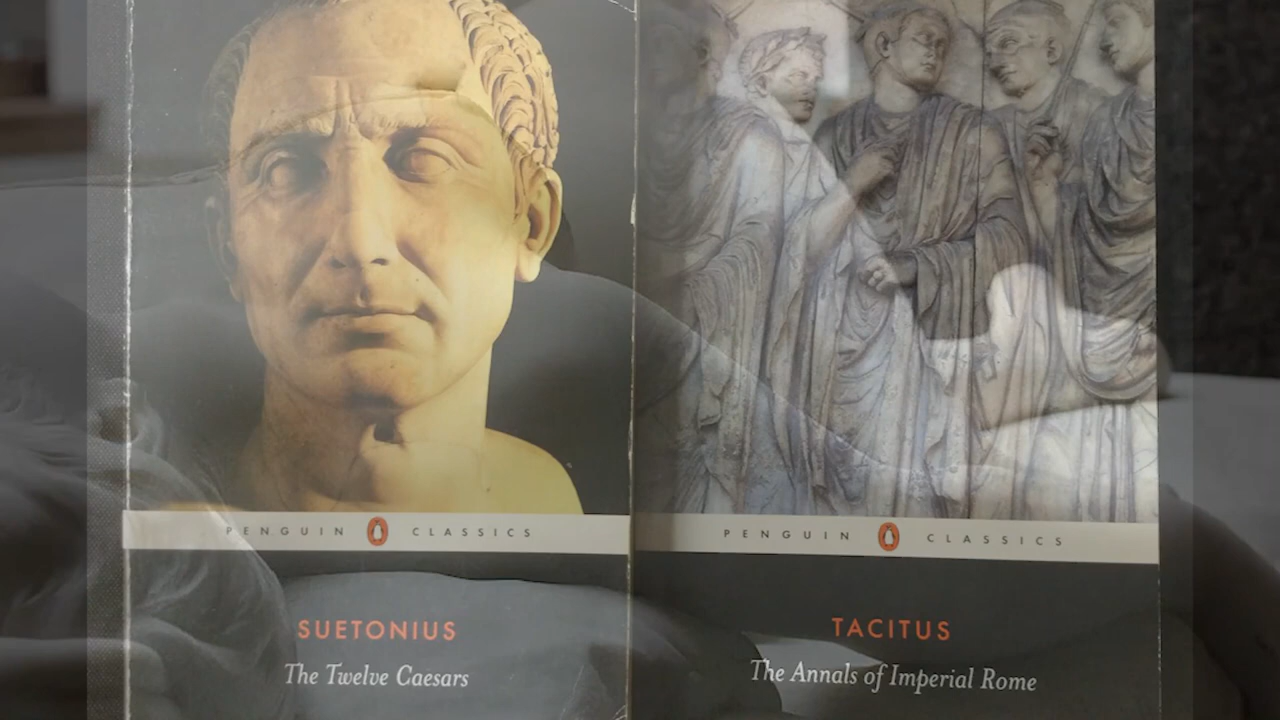 PENGUIN CLASSICS
SUETONIUS
The Twelve Caesars
PENGUIN CLASSICS
TACITUS
The Annals of Imperial Rome